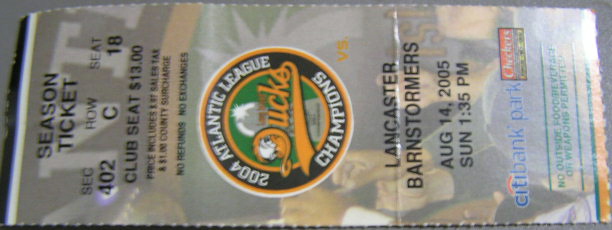 SEASON
TICKET
SEC ROW SEAT
402 C 18
CLUB SEAT $13.00
PRICE INCLUDES $.97 SALES TAX
& $1.00 COUNTY SURCHARGE
NO REFUNDS NO EXCHANGES
2004 ATLANTIC LEAGUE
Ducks
CHAMPIONS
VS.
LANCASTER
BARNSTORMERS
AUG 14, 2005
SUN 1:35 PM
citibank park
Checkers
NO OUTSIDE FOOD/BEVERAGE
OR WEAPONS PERMITTED